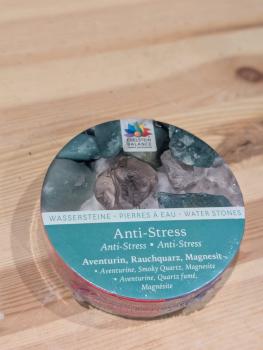 EDELSTEIN
BALANCE
WASSERSTEINE - PIERRES À EAU - WATER STONES
Anti-Stress
Anti-Stress • Anti-Stress
Aventurin, Rauchquarz, Magnesit
• Aventurine, Smoky Quartz, Magnesite
• Aventurine, Quartz fumé,
Magnésite